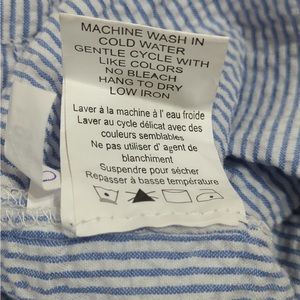 MACHINE WASH IN
COLD WATER
GENTLE CYCLE WITH
LIKE COLORS
NO BLEACH
HANG TO DRY
LOW IRON
Laver à la machine à l' eau froide
Laver au cycle délicat avec des
couleurs semblables
Ne pas utiliser d' agent de
blanchiment
Suspendre pour sécher
Repasser à basse température